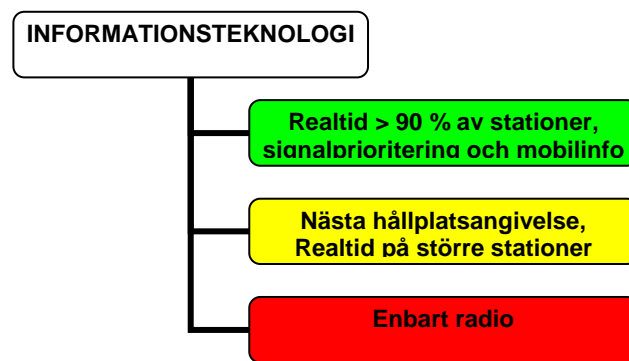 INFORMATIONSTEKNOLOGI
Realtid > 90 % av stationer,
signalprioritering och mobilinfo
Nästa hållplatsangivelse,
Realtid på större stationer
Enbart radio